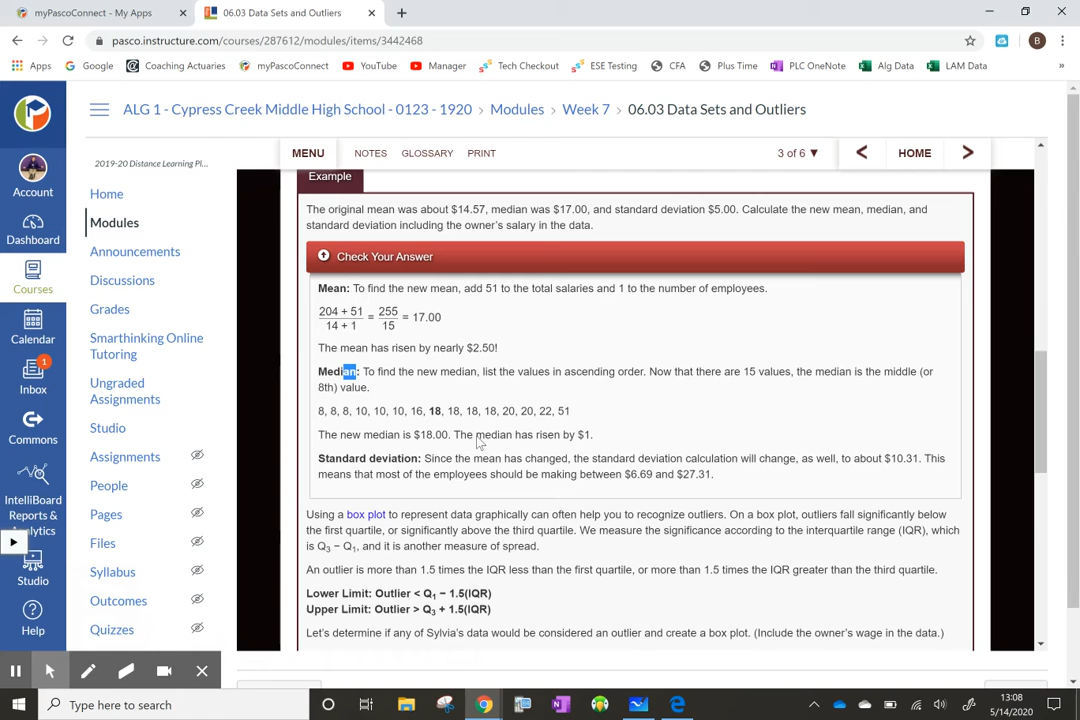 myPascoConnect - My Apps
06.03 Data Sets and Outliers
pasco.instructure.com/courses/287612/modules/items/3442468
B
Apps
Google
Coaching Actuaries
myPascoConnect
YouTube
Manager
Tech Checkout
ESE Testing
CFA
Plus Time
PLC OneNote
Alg Data
LAM Data
»
ALG 1 - Cypress Creek Middle High School - 0123 - 1920 > Modules > Week 7 > 06.03 Data Sets and Outliers
Account
Dashboard
Courses
Calendar
1
Inbox
Commons
IntelliBoard
Reports &
Analytics
Studio
Help
2019-20 Distance Learning Pl...
Home
Modules
Announcements
Discussions
Grades
Smarthinking Online
Tutoring
Ungraded
Assignments
Studio
Assignments
People
Pages
Files
Syllabus
Outcomes
Quizzes
MENU NOTES GLOSSARY PRINT 3 of 6 HOME
Example
The original mean was about $14.57, median was $17.00, and standard deviation $5.00. Calculate the new mean, median, and
standard deviation including the owner's salary in the data.
Check Your Answer
Mean: To find the new mean, add 51 to the total salaries and 1 to the number of employees.
204 + 51 / 14 + 1 = 255 / 15 = 17.00
The mean has risen by nearly $2.50!
Median: To find the new median, list the values in ascending order. Now that there are 15 values, the median is the middle (or
8th) value.
8, 8, 8, 10, 10, 10, 16, 18, 18, 18, 18, 20, 20, 22, 51
The new median is $18.00. The median has risen by $1.
Standard deviation: Since the mean has changed, the standard deviation calculation will change, as well, to about $10.31. This
means that most of the employees should be making between $6.69 and $27.31.
Using a box plot to represent data graphically can often help you to recognize outliers. On a box plot, outliers fall significantly below
the first quartile, or significantly above the third quartile. We measure the significance according to the interquartile range (IQR), which
is Q3 − Q1, and it is another measure of spread.
An outlier is more than 1.5 times the IQR less than the first quartile, or more than 1.5 times the IQR greater than the third quartile.
Lower Limit: Outlier < Q1 − 1.5(IQR)
Upper Limit: Outlier > Q3 + 1.5(IQR)
Let's determine if any of Sylvia's data would be considered an outlier and create a box plot. (Include the owner's wage in the data.)
Type here to search
13:08
5/14/2020